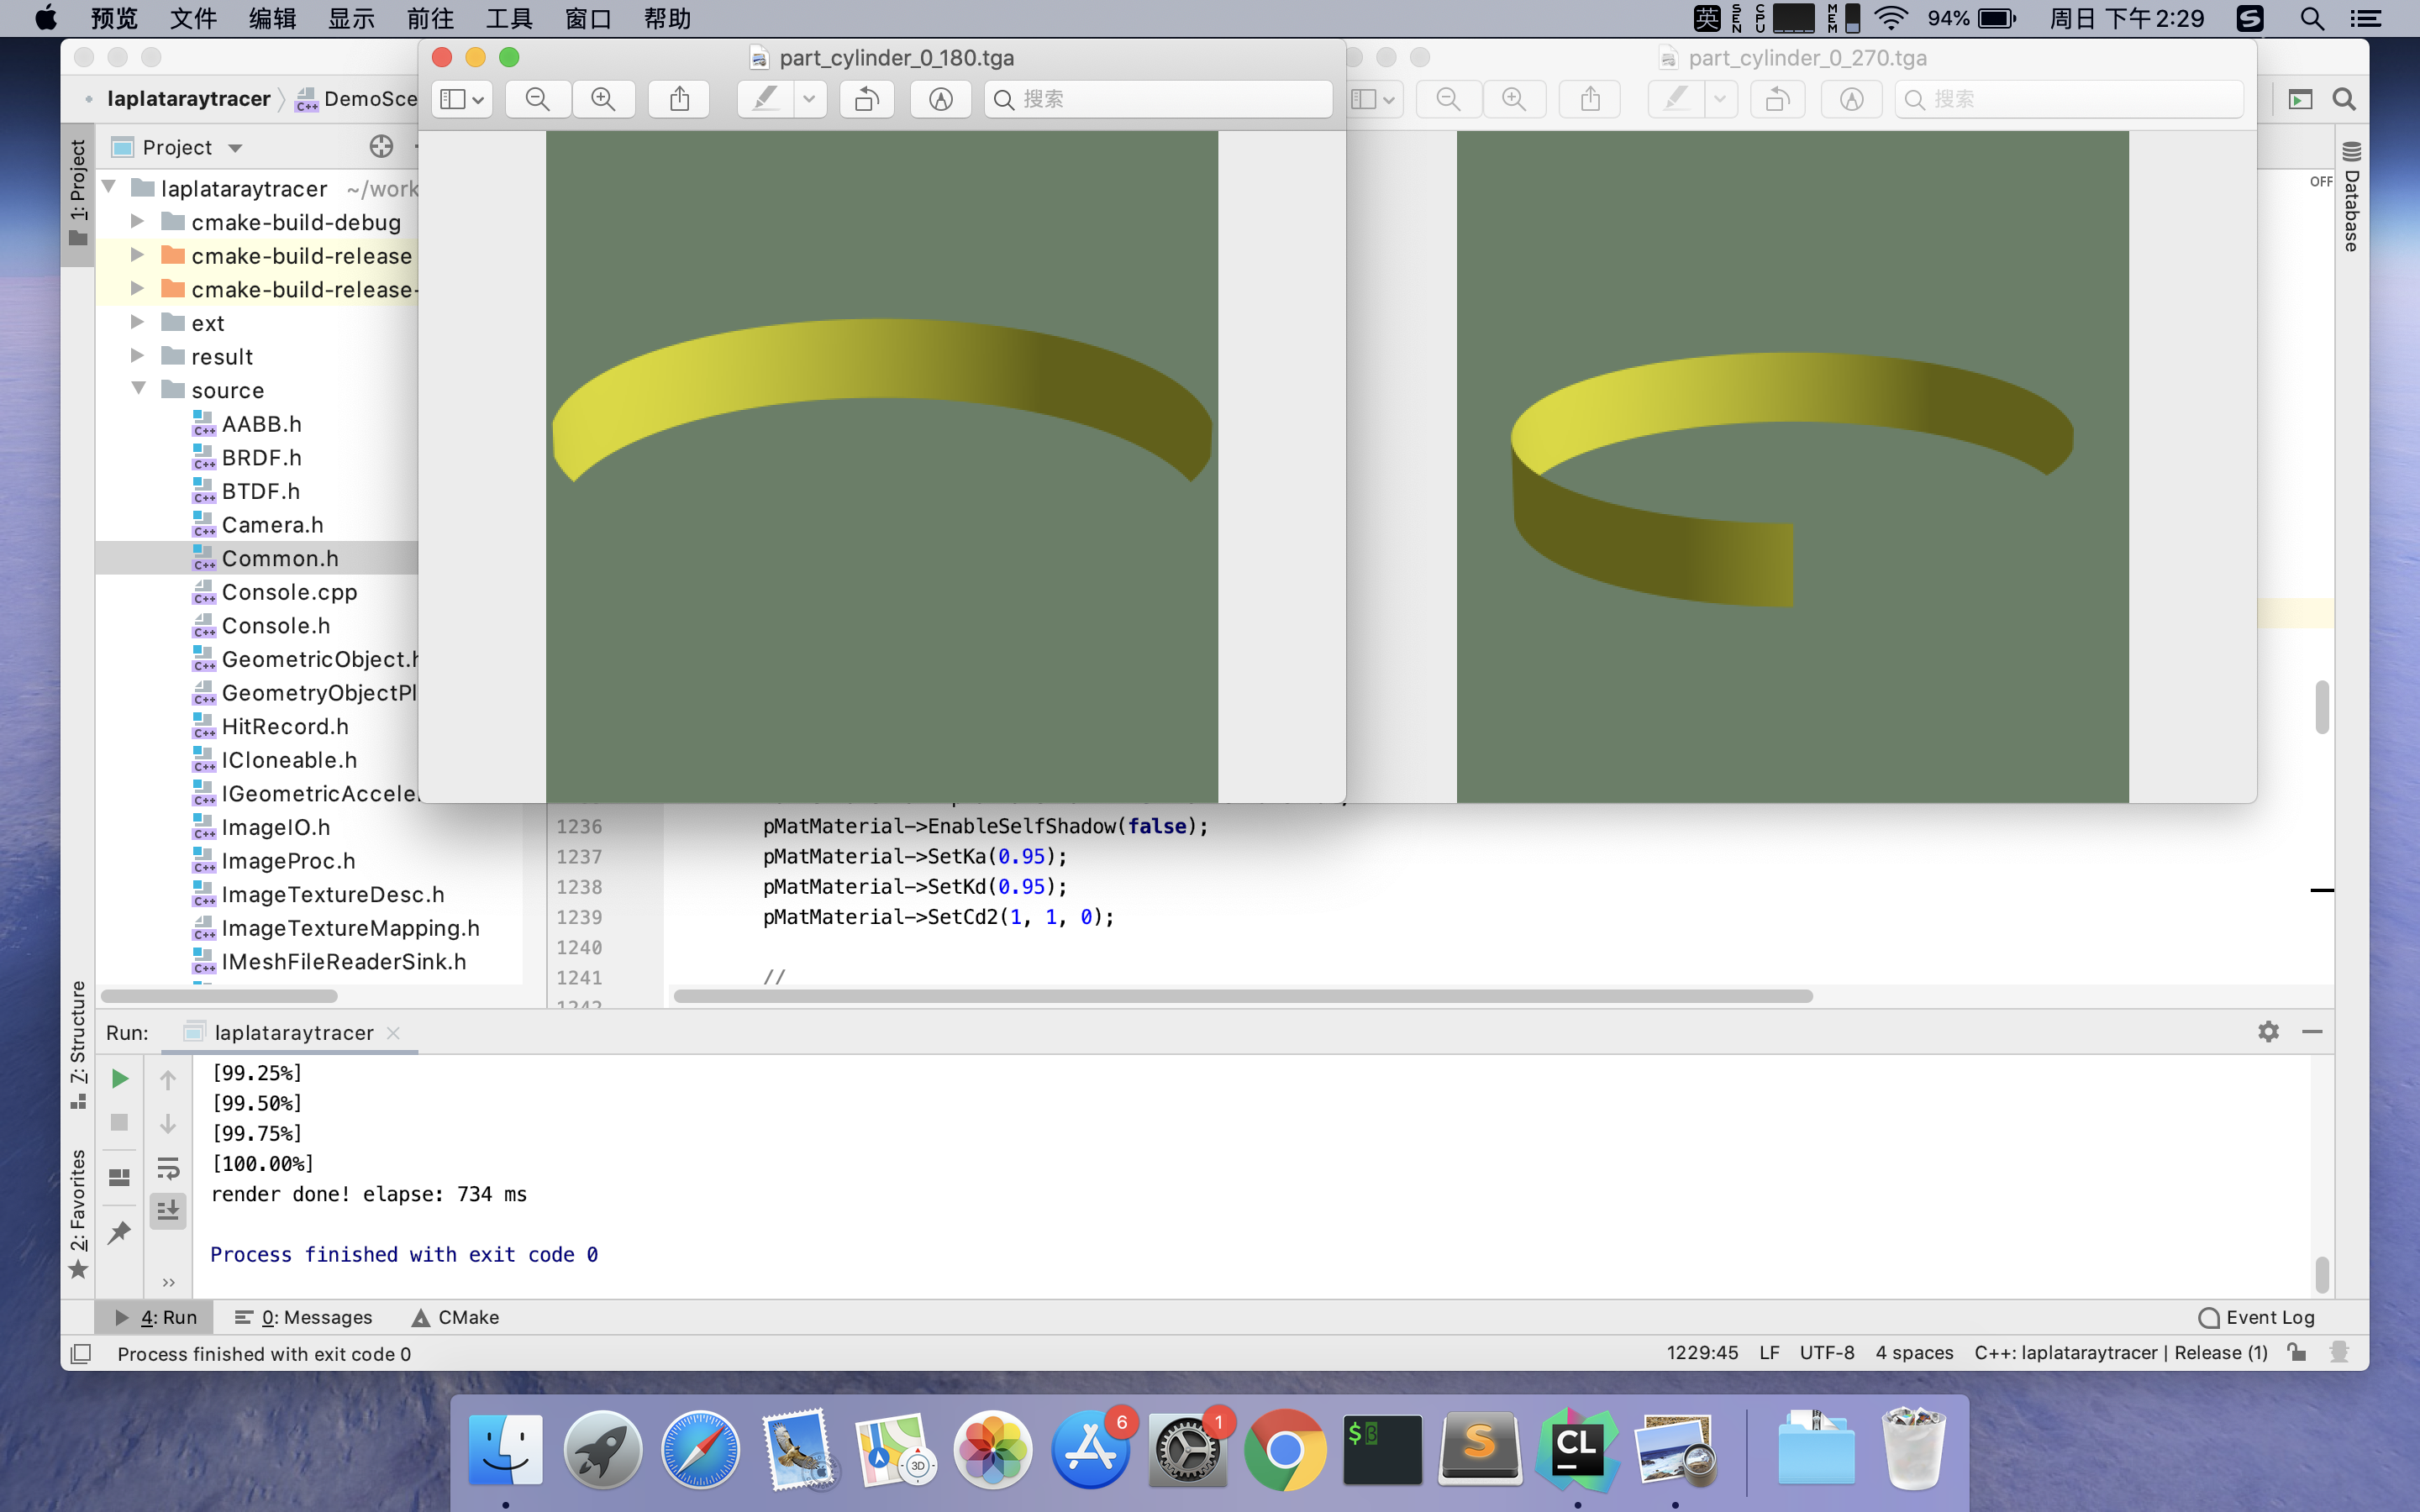 预览 文件 编辑 显示 前往 工具 窗口 帮助
英 SEN CPU MEM 94% 周日 下午2:29
part_cylinder_0_180.tga
搜索
part_cylinder_0_270.tga
搜索
laplataraytracer DemoSce
Project
laplataraytracer ~/work
cmake-build-debug
cmake-build-release
cmake-build-release-
ext
result
source
AABB.h
BRDF.h
BTDF.h
Camera.h
Common.h
Console.cpp
Console.h
GeometricObject.h
GeometryObjectPl
HitRecord.h
ICloneable.h
IGeometricAccele
ImageIO.h
ImageProc.h
ImageTextureDesc.h
ImageTextureMapping.h
IMeshFileReaderSink.h
1: Project
7: Structure
2: Favorites
OFF
Database
1236 pMatMaterial->EnableSelfShadow(false);
1237 pMatMaterial->SetKa(0.95);
1238 pMatMaterial->SetKd(0.95);
1239 pMatMaterial->SetCd2(1, 1, 0);
1240
1241 //
1242
Run: laplataraytracer
[99.25%]
[99.50%]
[99.75%]
[100.00%]
render done! elapse: 734 ms
Process finished with exit code 0
4: Run 0: Messages CMake Event Log
Process finished with exit code 0 1229:45 LF UTF-8 4 spaces C++: laplataraytracer | Release (1)
3D 6 1 $ S CL